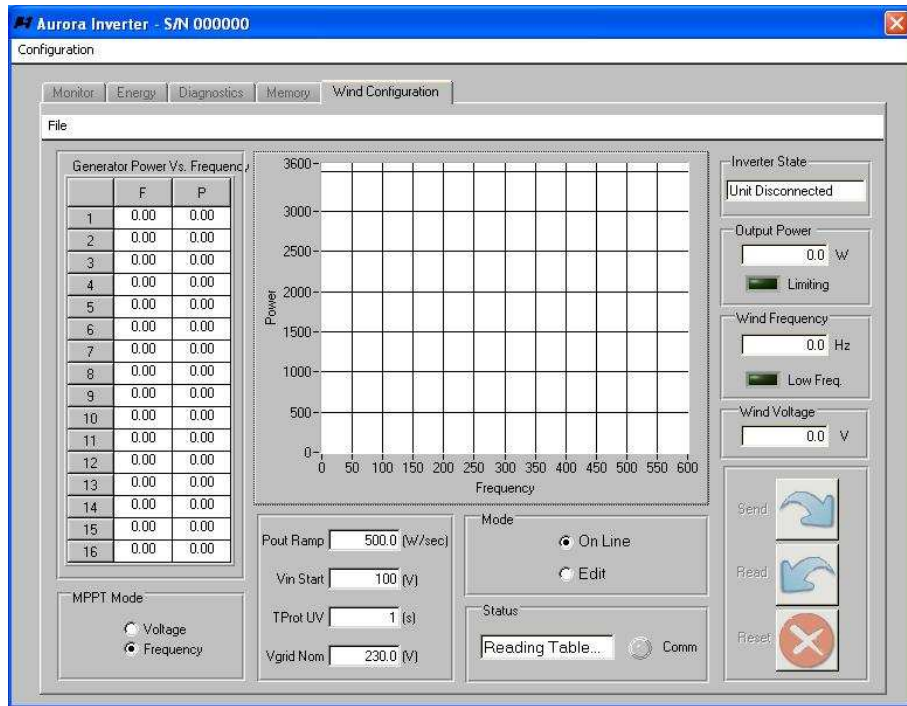 Aurora Inverter - S/N 000000
Configuration
Monitor Energy Diagnostics Memory Wind Configuration
File
Generator Power Vs. Frequency
F P
1 0.00 0.00
2 0.00 0.00
3 0.00 0.00
4 0.00 0.00
5 0.00 0.00
6 0.00 0.00
7 0.00 0.00
8 0.00 0.00
9 0.00 0.00
10 0.00 0.00
11 0.00 0.00
12 0.00 0.00
13 0.00 0.00
14 0.00 0.00
15 0.00 0.00
16 0.00 0.00
MPPT Mode
Voltage
Frequency
3600
3000
2500
2000
1500
1000
500
0
Power
0 50 100 150 200 250 300 350 400 450 500 550 600
Frequency
Pout Ramp 500.0 (W/sec)
Vin Start 100 (V)
TProt UV 1 (s)
Vgrid Nom 230.0 (V)
Mode
On Line
Edit
Status
Reading Table... Comm
Inverter State
Unit Disconnected
Output Power
0.0 W
Limiting
Wind Frequency
0.0 Hz
Low Freq.
Wind Voltage
0.0 V
Send
Read
Reset